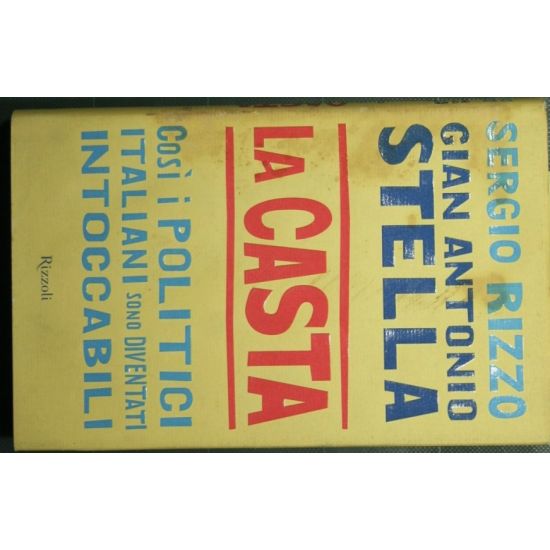 SERGIO RIZZO
GIAN ANTONIO
STELLA
LA CASTA
COSÌ i POLITICI
ITALIANI SONO DIVENTATI
INTOCCABILI
Rizzoli